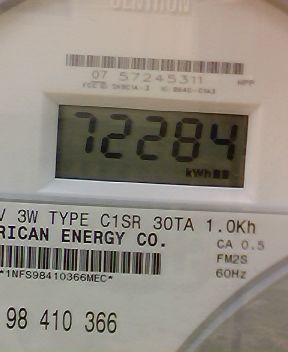 CENTRON
07 57245311
72284
kWh
V 3W TYPE C1SR 30TA 1.0Kh
RICAN ENERGY CO.
CA 0.5
FM2S
*1NFS98410366MEC*
60Hz
98 410 366